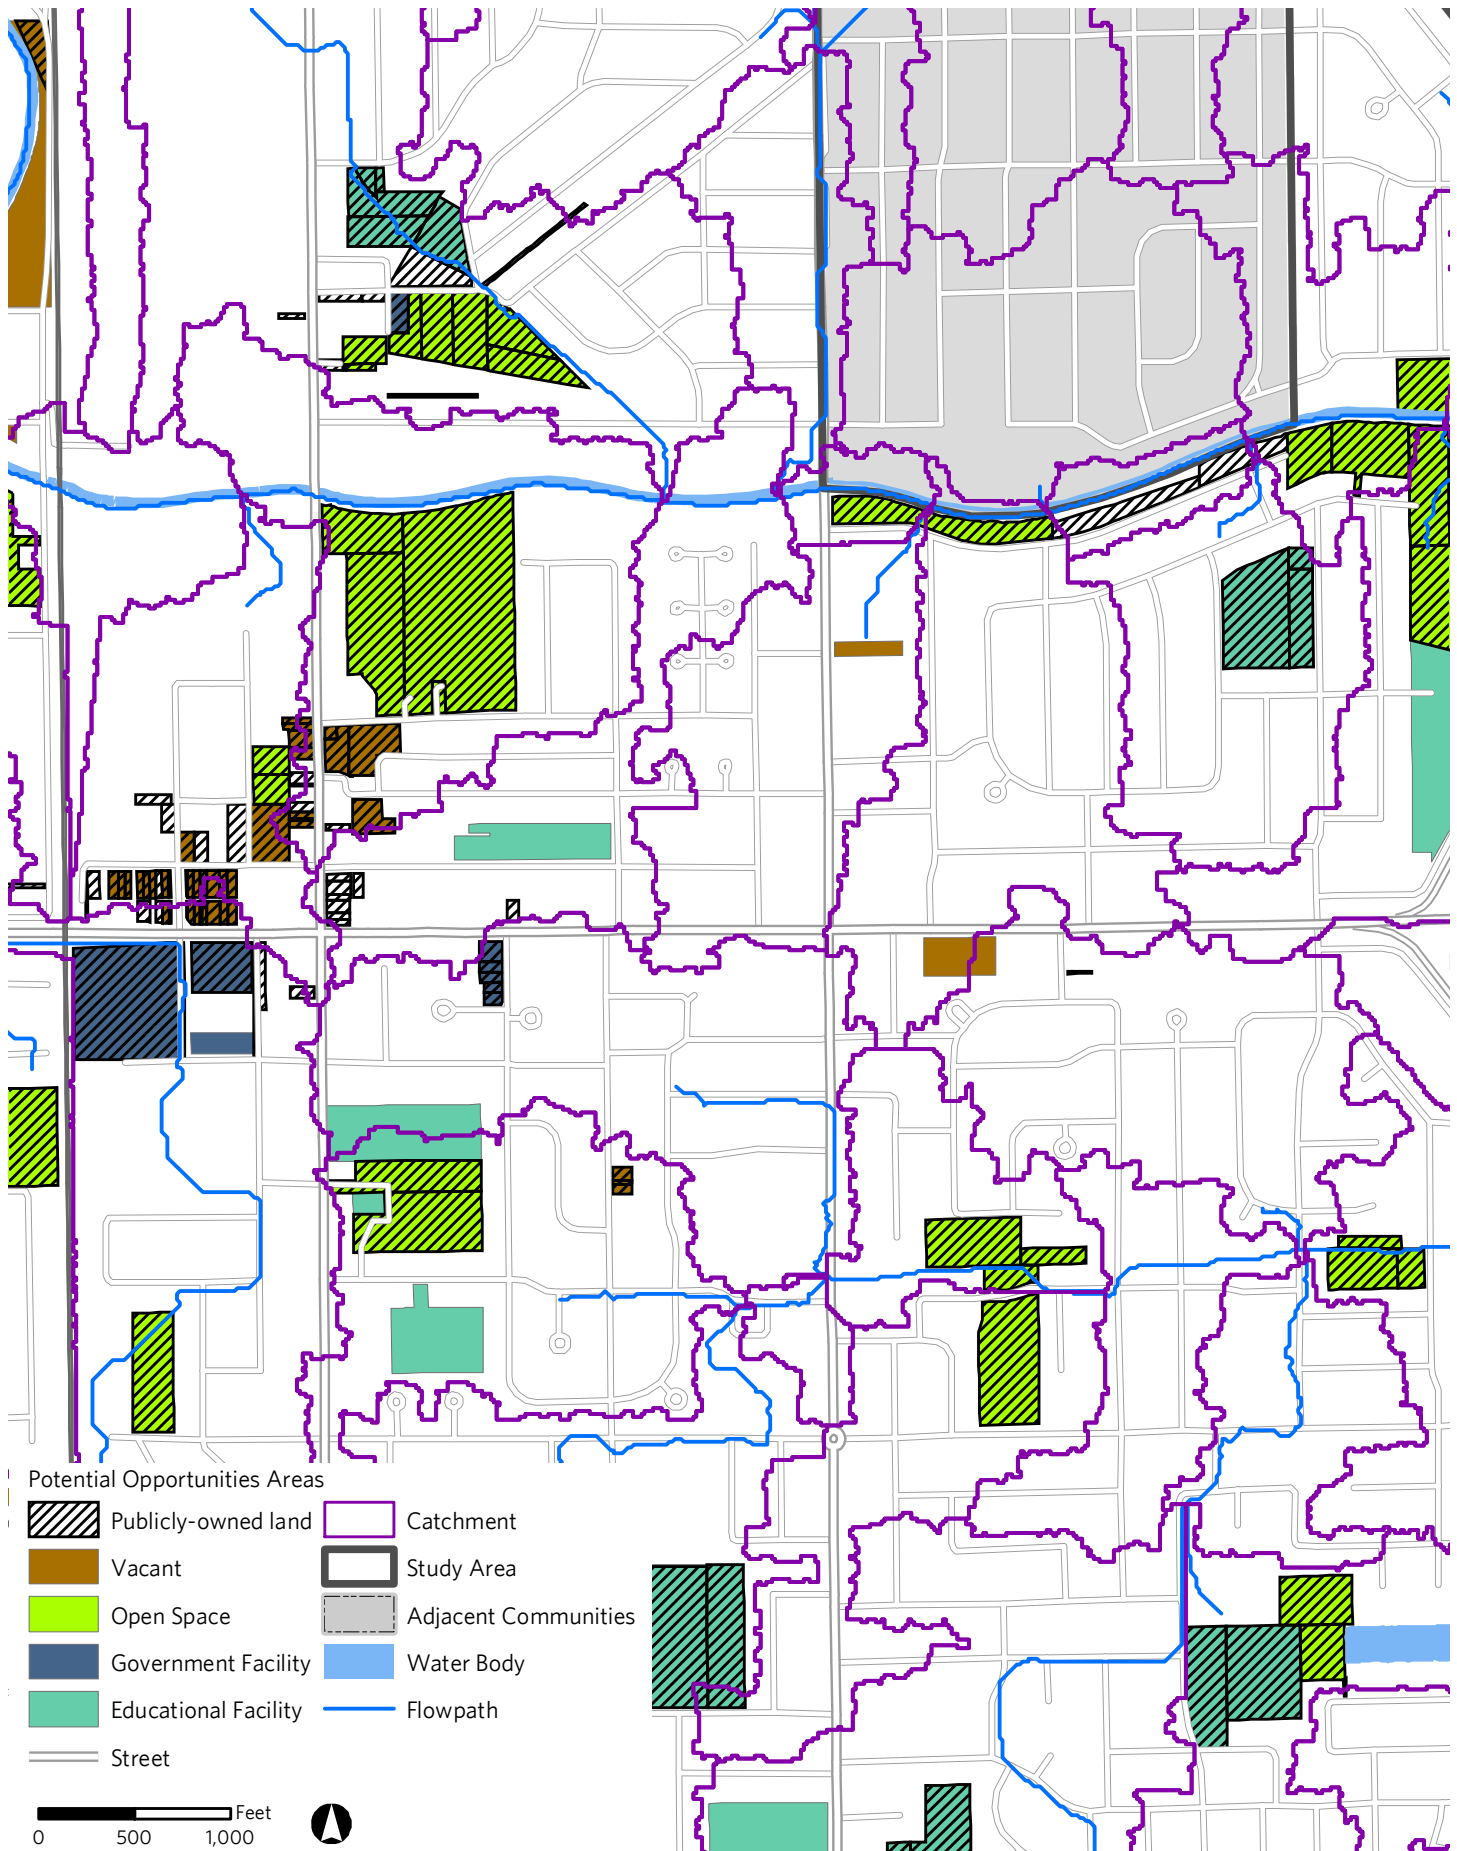 Potential Opportunities Areas
Publicly-owned land
Catchment
Vacant
Study Area
Open Space
Adjacent Communities
Government Facility
Water Body
Educational Facility
Flowpath
Street
Feet
0 500 1,000